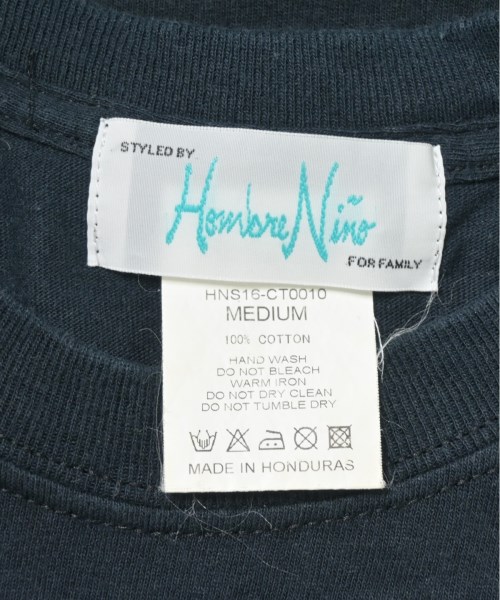 STYLED BY
Hombre Niño
FOR FAMILY
HNS16-CT0010
MEDIUM
100% COTTON
HAND WASH
DO NOT BLEACH
WARM IRON
DO NOT DRY CLEAN
DO NOT TUMBLE DRY
MADE IN HONDURAS